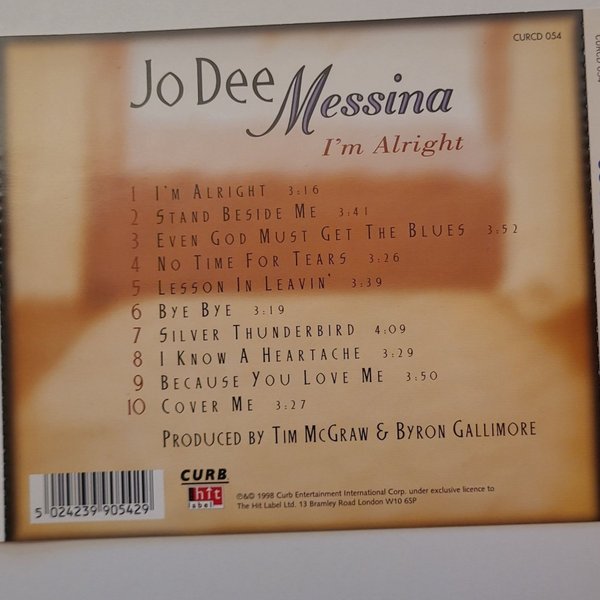 CURCD 054
Jo Dee Messina
I'm Alright
1 I'm Alright 3:16
2 Stand Beside Me 3:41
3 Even God Must Get The Blues 3:52
4 No Time For Tears 3:26
5 Lesson In Leavin' 3:39
6 Bye Bye 3:19
7 Silver Thunderbird 4:09
8 I Know A Heartache 3:29
9 Because You Love Me 3:50
10 Cover Me 3:27
Produced by Tim McGraw & Byron Gallimore
CURB
hit
label
5 024239 905429
©&℗ 1998 Curb Entertainment International Corp. under exclusive licence to
The Hit Label Ltd. 13 Bramley Road London W10 6SP